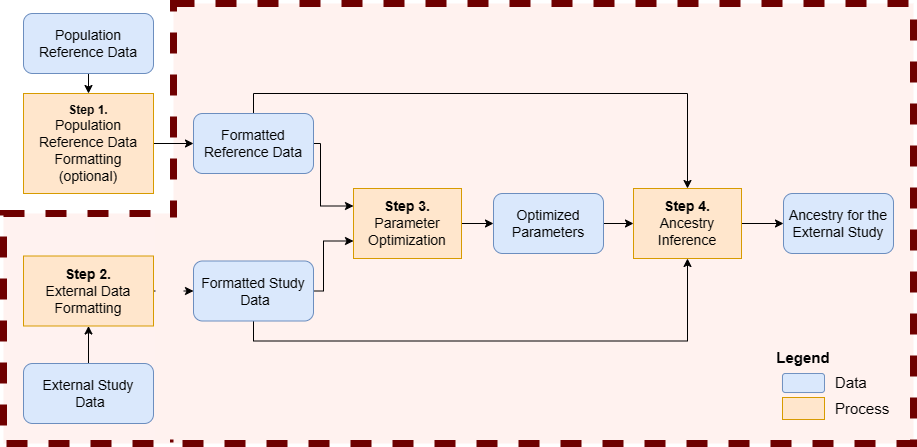 Population
Reference Data
Step 1.
Population
Reference Data
Formatting
(optional)
Formatted
Reference Data
Step 3.
Parameter
Optimization
Optimized
Parameters
Step 4.
Ancestry
Inference
Ancestry for the
External Study
Step 2.
External Data
Formatting
Formatted Study
Data
External Study
Data
Legend
Data
Process